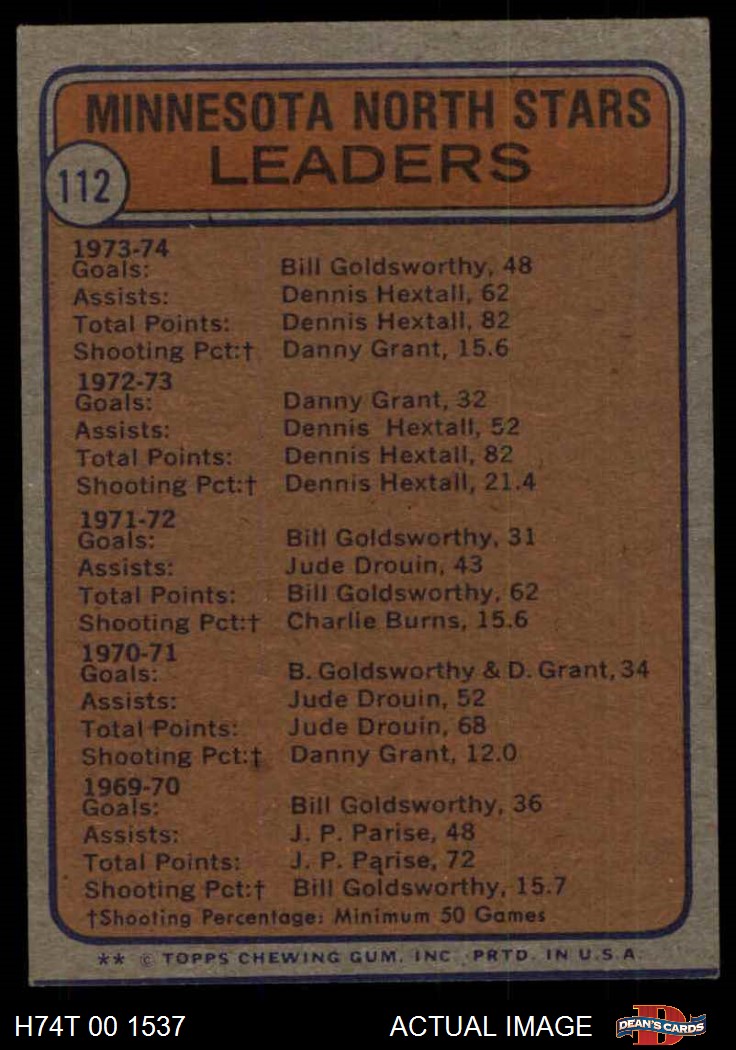 MINNESOTA NORTH STARS
LEADERS
112
1973-74
Goals: Bill Goldsworthy, 48
Assists: Dennis Hextall, 62
Total Points: Dennis Hextall, 82
Shooting Pct:† Danny Grant, 15.6
1972-73
Goals: Danny Grant, 32
Assists: Dennis Hextall, 52
Total Points: Dennis Hextall, 82
Shooting Pct:† Dennis Hextall, 21.4
1971-72
Goals: Bill Goldsworthy, 31
Assists: Jude Drouin, 43
Total Points: Bill Goldsworthy, 62
Shooting Pct:† Charlie Burns, 15.6
1970-71
Goals: B. Goldsworthy & D. Grant, 34
Assists: Jude Drouin, 52
Total Points: Jude Drouin, 68
Shooting Pct:† Danny Grant, 12.0
1969-70
Goals: Bill Goldsworthy, 36
Assists: J. P. Parise, 48
Total Points: J. P. Parise, 72
Shooting Pct:† Bill Goldsworthy, 15.7
†Shooting Percentage: Minimum 50 Games
** © TOPPS CHEWING GUM, INC. PRTD. IN U.S.A.
H74T 00 1537 ACTUAL IMAGE D DEAN'S CARDS